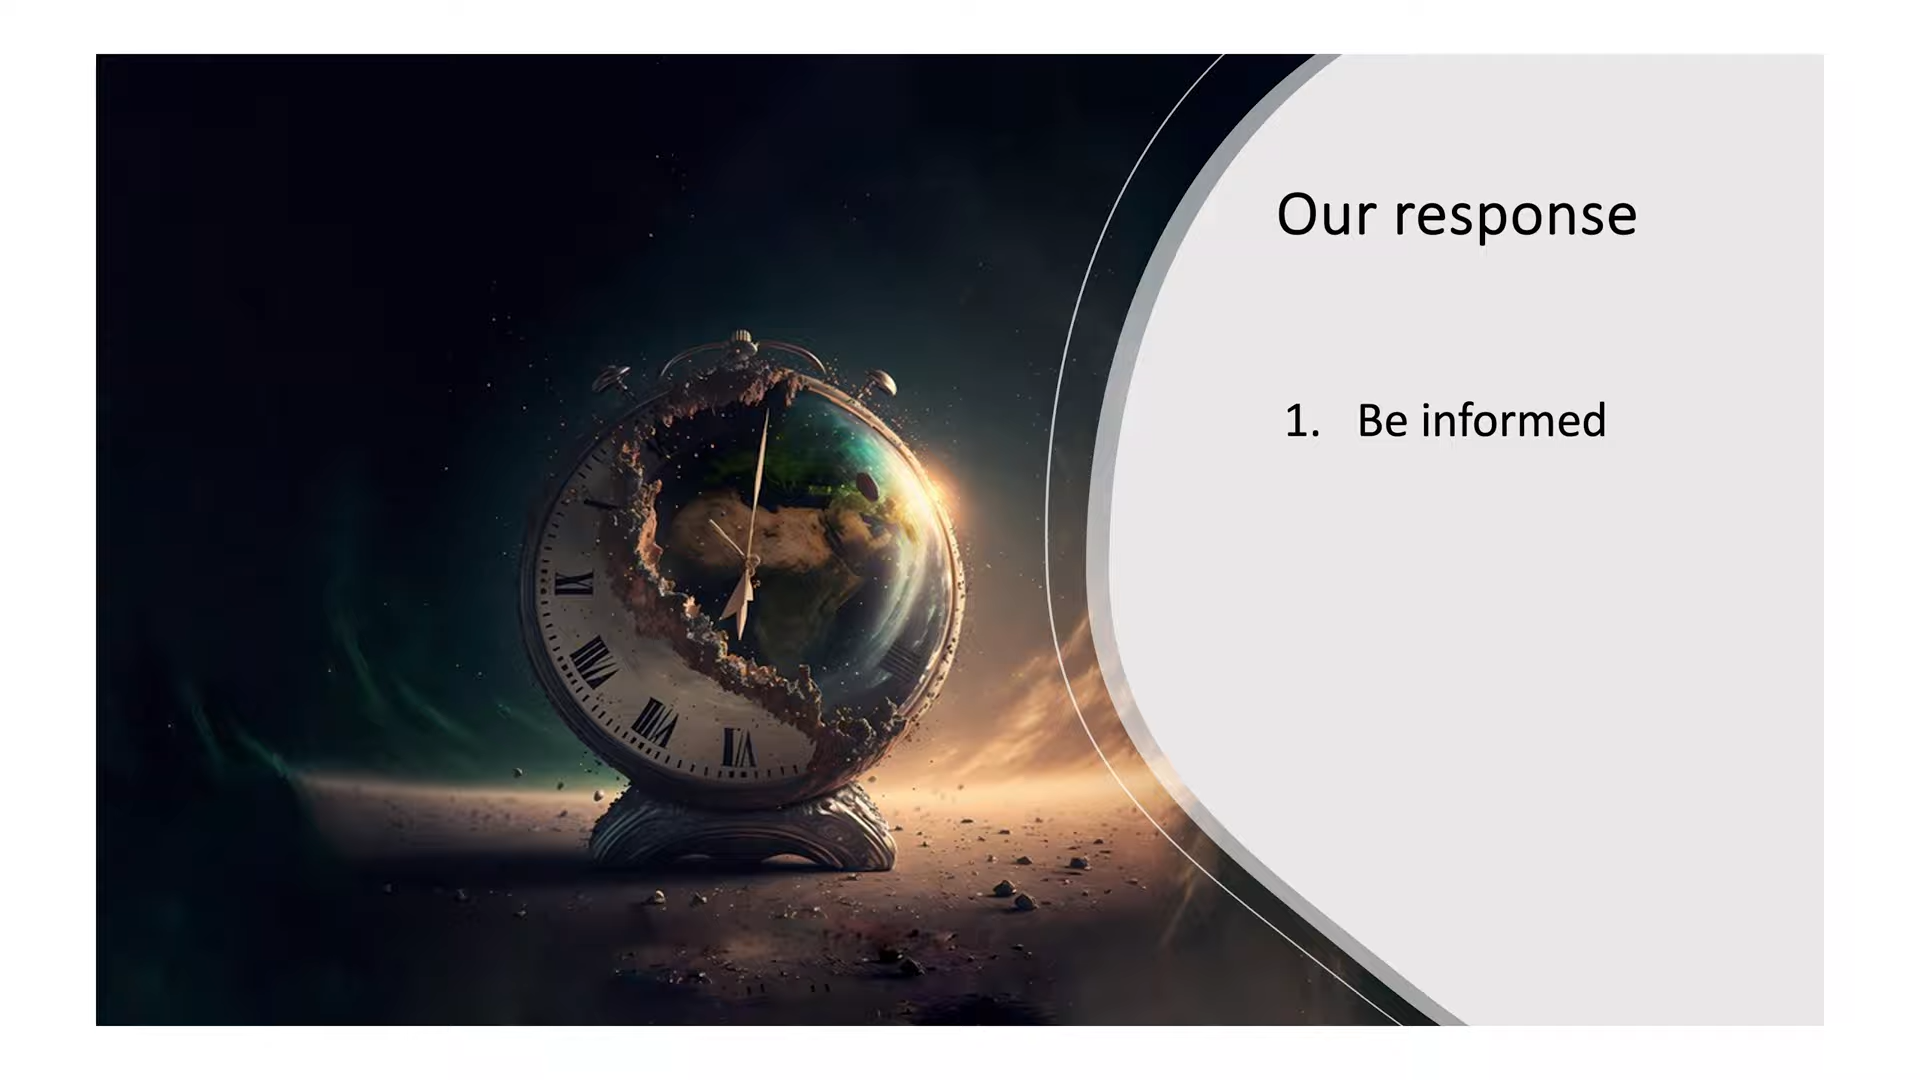 Our response
1. Be informed